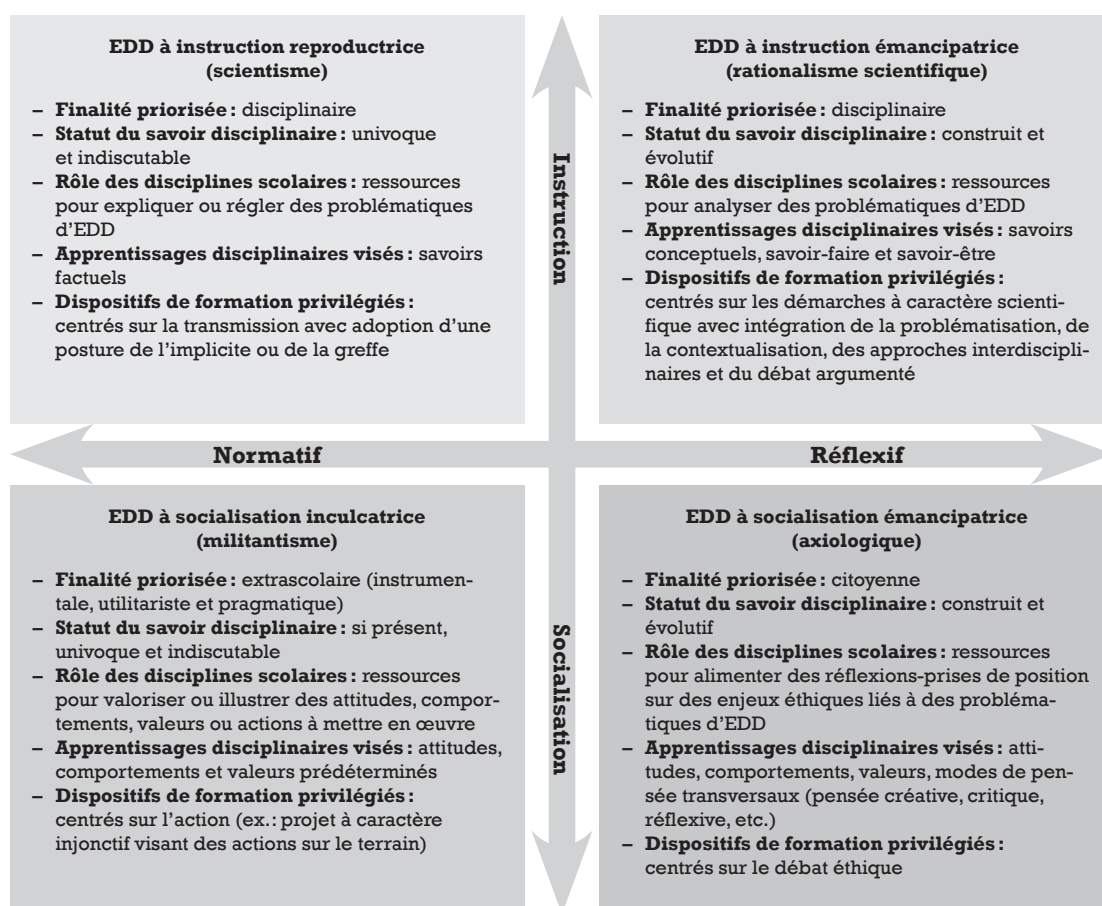 EDD à instruction reproductrice
(scientisme)
– Finalité priorisée : disciplinaire
– Statut du savoir disciplinaire : univoque
et indiscutable
– Rôle des disciplines scolaires : ressources
pour expliquer ou régler des problématiques
d’EDD
– Apprentissages disciplinaires visés : savoirs
factuels
– Dispositifs de formation privilégiés :
centrés sur la transmission avec adoption d’une
posture de l’implicite ou de la greffe
Instruction
EDD à instruction émancipatrice
(rationalisme scientifique)
– Finalité priorisée : disciplinaire
– Statut du savoir disciplinaire : construit et
évolutif
– Rôle des disciplines scolaires : ressources
pour analyser des problématiques d’EDD
– Apprentissages disciplinaires visés : savoirs
conceptuels, savoir-faire et savoir-être
– Dispositifs de formation privilégiés :
centrés sur les démarches à caractère scienti-
fique avec intégration de la problématisation, de
la contextualisation, des approches interdiscipli-
naires et du débat argumenté
Normatif
Réflexif
EDD à socialisation inculcatrice
(militantisme)
– Finalité priorisée : extrascolaire (instrumen-
tale, utilitariste et pragmatique)
– Statut du savoir disciplinaire : si présent,
univoque et indiscutable
– Rôle des disciplines scolaires : ressources
pour valoriser ou illustrer des attitudes, compor-
tements, valeurs ou actions à mettre en œuvre
– Apprentissages disciplinaires visés : attitudes,
comportements et valeurs prédéterminés
– Dispositifs de formation privilégiés :
centrés sur l’action (ex. : projet à caractère
injonctif visant des actions sur le terrain)
Socialisation
EDD à socialisation émancipatrice
(axiologique)
– Finalité priorisée : citoyenne
– Statut du savoir disciplinaire : construit et
évolutif
– Rôle des disciplines scolaires : ressources
pour alimenter des réflexions-prises de position
sur des enjeux éthiques liés à des probléma-
tiques d’EDD
– Apprentissages disciplinaires visés : atti-
tudes, comportements, valeurs, modes de pen-
sée transversaux (pensée créative, critique,
réflexive, etc.)
– Dispositifs de formation privilégiés :
centrés sur le débat éthique